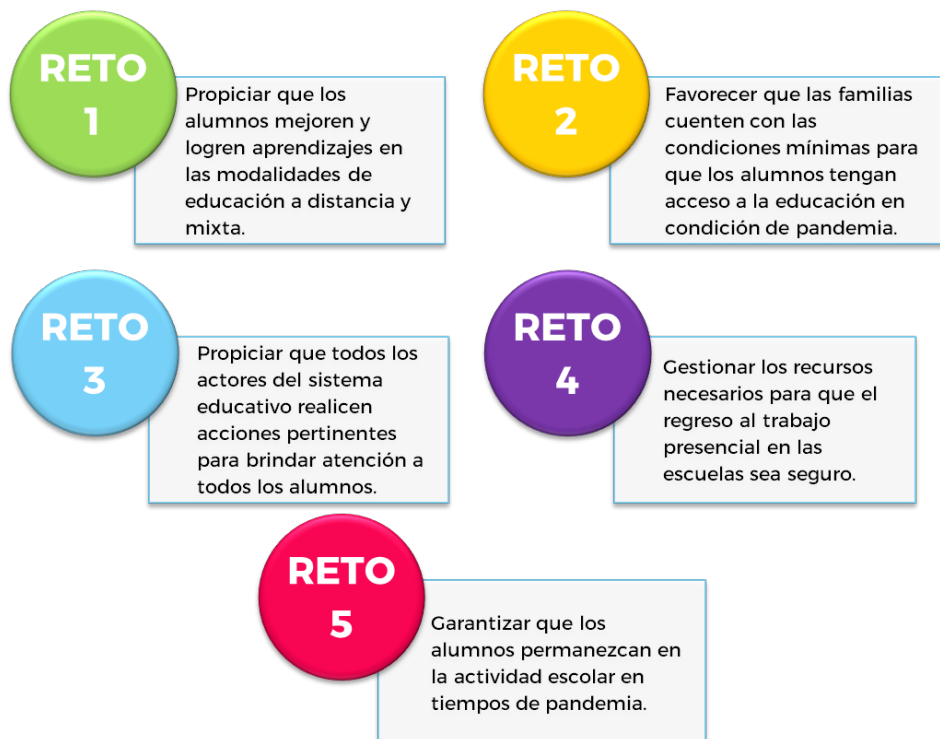 RETO
1
Propiciar que los
alumnos mejoren y
logren aprendizajes en
las modalidades de
educación a distancia y
mixta.
RETO
2
Favorecer que las familias
cuenten con las
condiciones mínimas para
que los alumnos tengan
acceso a la educación en
condición de pandemia.
RETO
3
Propiciar que todos los
actores del sistema
educativo realicen
acciones pertinentes
para brindar atención a
todos los alumnos.
RETO
4
Gestionar los recursos
necesarios para que el
regreso al trabajo
presencial en las
escuelas sea seguro.
RETO
5
Garantizar que los
alumnos permanezcan en
la actividad escolar en
tiempos de pandemia.